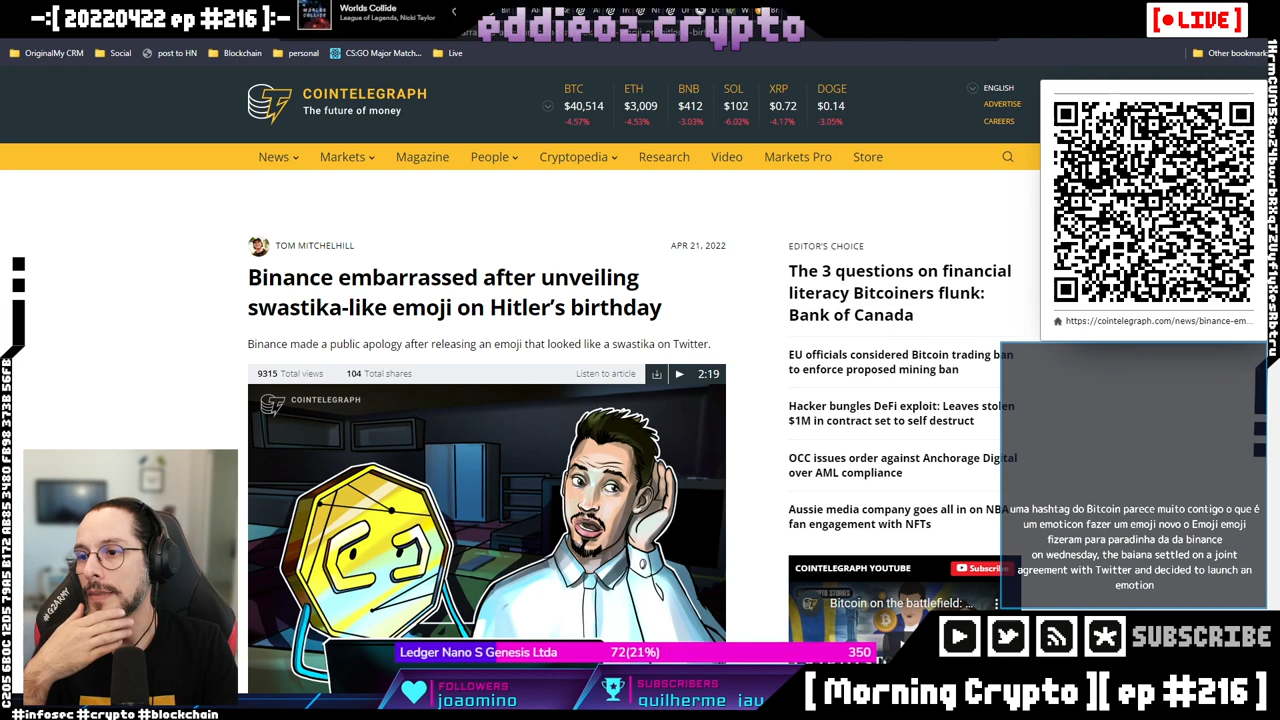 -:[ 20220422 ep #216 ]:-
Worlds Collide
League of Legends, Nicki Taylor
eddieoz.crypto
[● LIVE ]
OriginalMy CRM
Social
post to HN
Blockchain
personal
CS:GO Major Match...
Live
Other bookmark
COINTELEGRAPH
The future of money
BTC ETH BNB SOL XRP DOGE
$40,514 $3,009 $412 $102 $0.72 $0.14
-4.57% -4.53% -3.03% -6.02% -4.17% -3.05%
ENGLISH
ADVERTISE
CAREERS
News Markets Magazine People Cryptopedia Research Video Markets Pro Store
TOM MITCHELHILL
APR 21, 2022
Binance embarrassed after unveiling
swastika-like emoji on Hitler's birthday
Binance made a public apology after releasing an emoji that looked like a swastika on Twitter.
9315 Total views 104 Total shares Listen to article 2:19
COINTELEGRAPH
EDITOR'S CHOICE
The 3 questions on financial
literacy Bitcoiners flunk:
Bank of Canada
EU officials considered Bitcoin trading ban
to enforce proposed mining ban
Hacker bungles DeFi exploit: Leaves stolen
$1M in contract set to self destruct
OCC issues order against Anchorage Digital
over AML compliance
Aussie media company goes all in on NBA
fan engagement with NFTs
COINTELEGRAPH YOUTUBE
Subscribe
Bitcoin on the battlefield: ...
https://cointelegraph.com/news/binance-em...
uma hashtag do Bitcoin parece muito contigo o que é
um emoticon fazer um emoji novo o Emoji emoji
fizeram para paradinha da da binance
on wednesday, the baiana settled on a joint
agreement with Twitter and decided to launch an
emotion
#G2ARMY
Ledger Nano S Genesis Ltda 72(21%) 350
FOLLOWERS
joaomino
SUBSCRIBERS
guilherme_jau
SUBSCRIBE
[ Morning Crypto ][ ep #216 ]
#infosec #crypto #blockchain